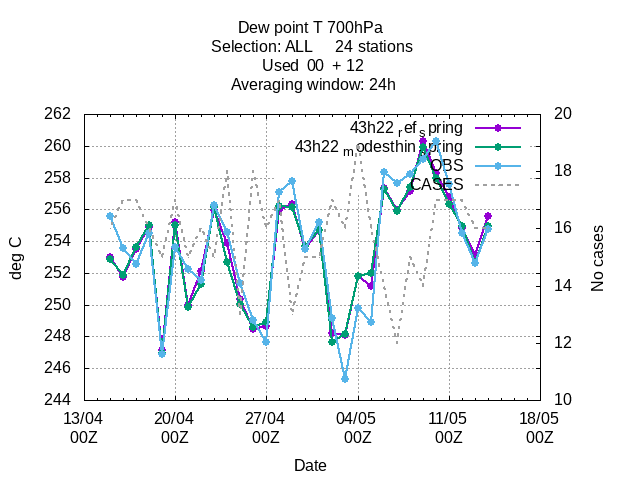 Dew point T 700hPa
Selection: ALL 24 stations
Used 00 + 12
Averaging window: 24h
262 20
43h22_ref_spring
260
43h22_modesthin_spring
OBS
258 18
CASES
256
254 16
252
14
250
248
12
246
244 10
deg C
No cases
13/04 20/04 27/04 04/05 11/05 18/05
00Z 00Z 00Z 00Z 00Z 00Z
Date